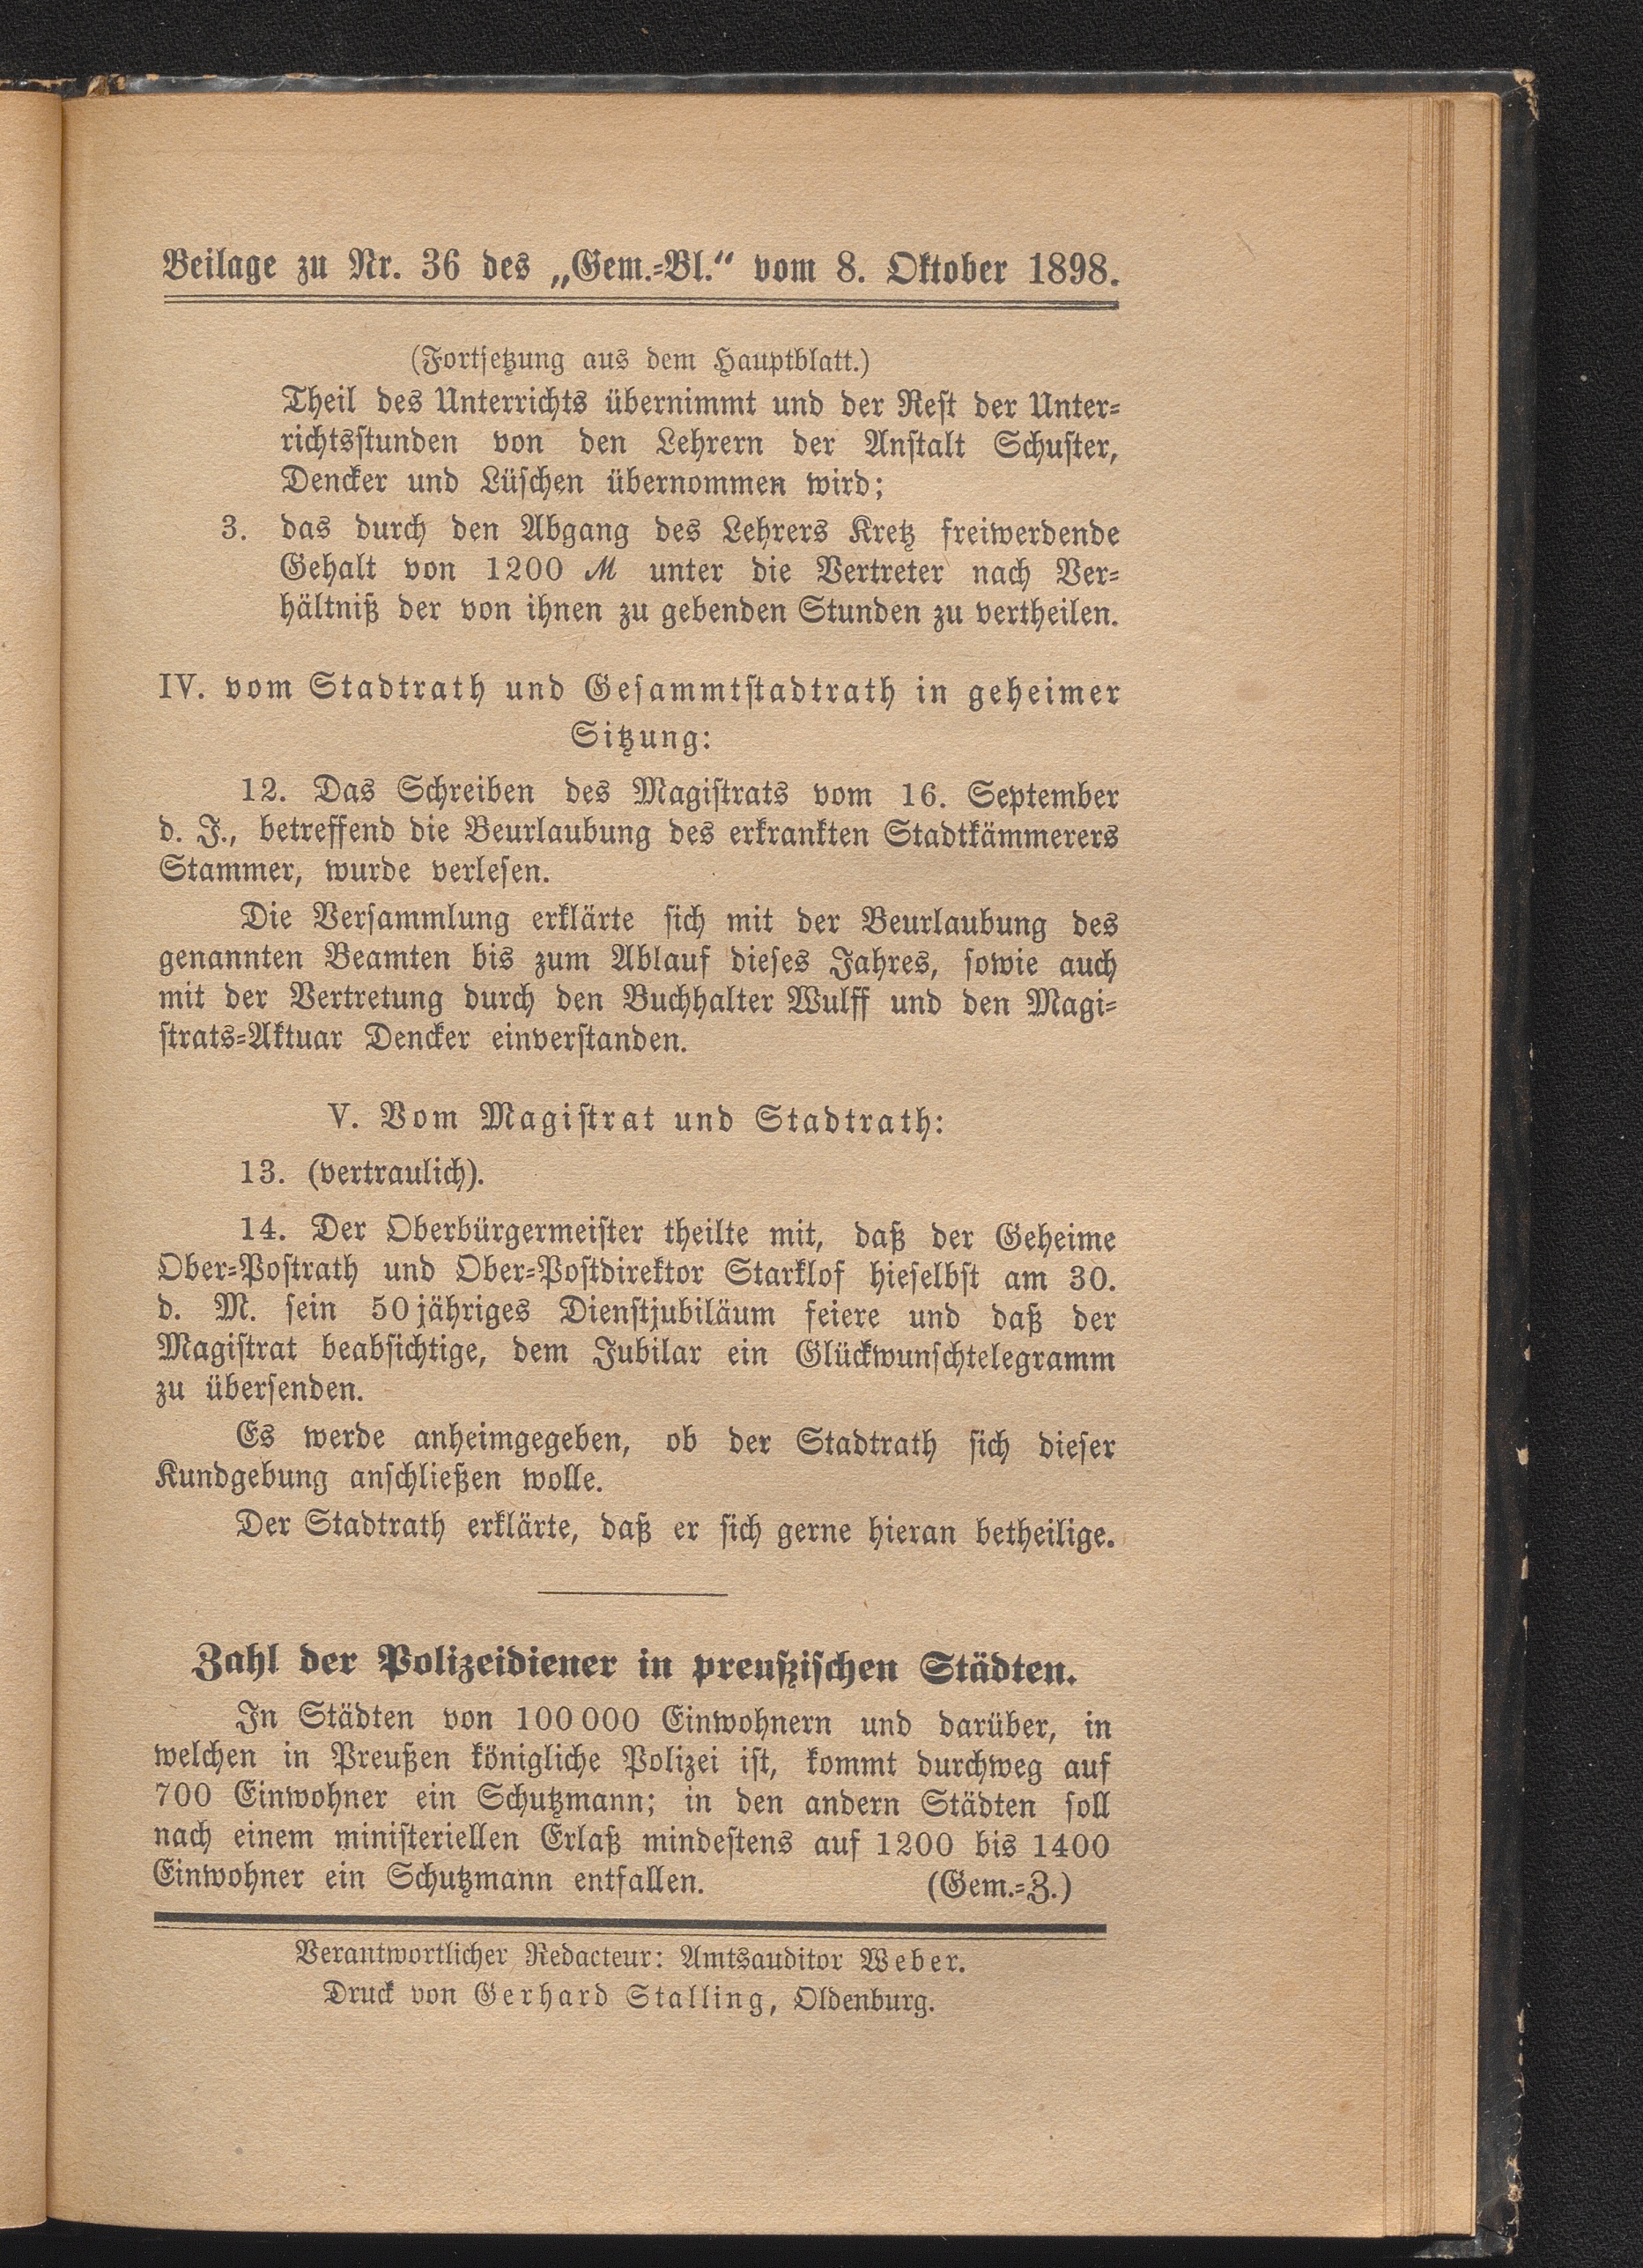 Beilage zu Nr. 36 des „Gem.-Bl.“ vom 8. Oktober 1898.
(Fortsetzung aus dem Hauptblatt.)
Theil des Unterrichts übernimmt und der Rest der Unter-
richtsstunden von den Lehrern der Anstalt Schuster,
Dencker und Lüschen übernommen wird;
3. das durch den Abgang des Lehrers Kretz freiwerdende
Gehalt von 1200 M unter die Vertreter nach Ver-
hältniß der von ihnen zu gebenden Stunden zu vertheilen.
IV. vom Stadtrath und Gesammtstadtrath in geheimer
Sitzung:
12. Das Schreiben des Magistrats vom 16. September
d. J., betreffend die Beurlaubung des erkrankten Stadtkämmerers
Stammer, wurde verlesen.
Die Versammlung erklärte sich mit der Beurlaubung des
genannten Beamten bis zum Ablauf dieses Jahres, sowie auch
mit der Vertretung durch den Buchhalter Wulff und den Magi-
strats-Aktuar Dencker einverstanden.
V. Vom Magistrat und Stadtrath:
13. (vertraulich).
14. Der Oberbürgermeister theilte mit, daß der Geheime
Ober-Postrath und Ober-Postdirektor Starklof hieselbst am 30.
d. M. sein 50jähriges Dienstjubiläum feiere und daß der
Magistrat beabsichtige, dem Jubilar ein Glückwunschtelegramm
zu übersenden.
Es werde anheimgegeben, ob der Stadtrath sich dieser
Kundgebung anschließen wolle.
Der Stadtrath erklärte, daß er sich gerne hieran betheilige.
Zahl der Polizeidiener in preußischen Städten.
In Städten von 100000 Einwohnern und darüber, in
welchen in Preußen königliche Polizei ist, kommt durchweg auf
700 Einwohner ein Schutzmann; in den andern Städten soll
nach einem ministeriellen Erlaß mindestens auf 1200 bis 1400
Einwohner ein Schutzmann entfallen. (Gem.-Z.)
Verantwortlicher Redacteur: Amtsauditor Weber.
Druck von Gerhard Stalling, Oldenburg.